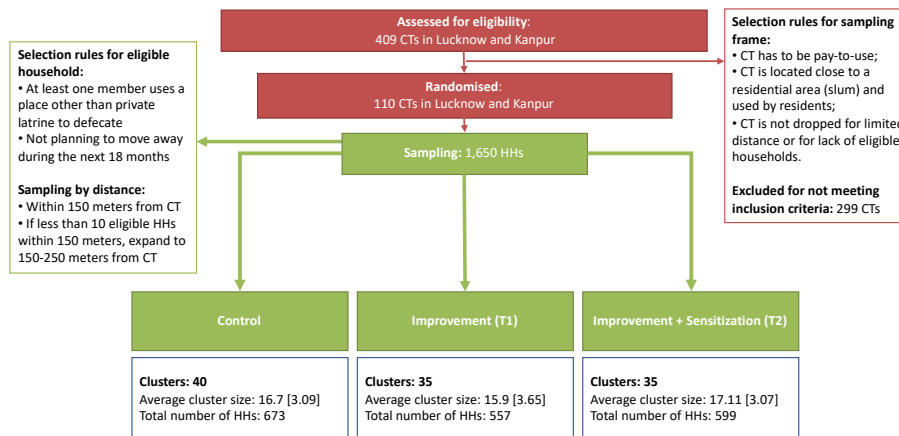 Assessed for eligibility:
409 CTs in Lucknow and Kanpur
Selection rules for sampling
frame:
• CT has to be pay-to-use;
• CT is located close to a
residential area (slum) and
used by residents;
• CT is not dropped for limited
distance or for lack of eligible
households.
Excluded for not meeting
inclusion criteria: 299 CTs
Selection rules for eligible
household:
• At least one member uses a
place other than private
latrine to defecate
• Not planning to move away
during the next 18 months
Sampling by distance:
• Within 150 meters from CT
• If less than 10 eligible HHs
within 150 meters, expand to
150-250 meters from CT
Randomised:
110 CTs in Lucknow and Kanpur
Sampling: 1,650 HHs
Control
Improvement (T1)
Improvement + Sensitization (T2)
Clusters: 40
Average cluster size: 16.7 [3.09]
Total number of HHs: 673
Clusters: 35
Average cluster size: 15.9 [3.65]
Total number of HHs: 557
Clusters: 35
Average cluster size: 17.11 [3.07]
Total number of HHs: 599